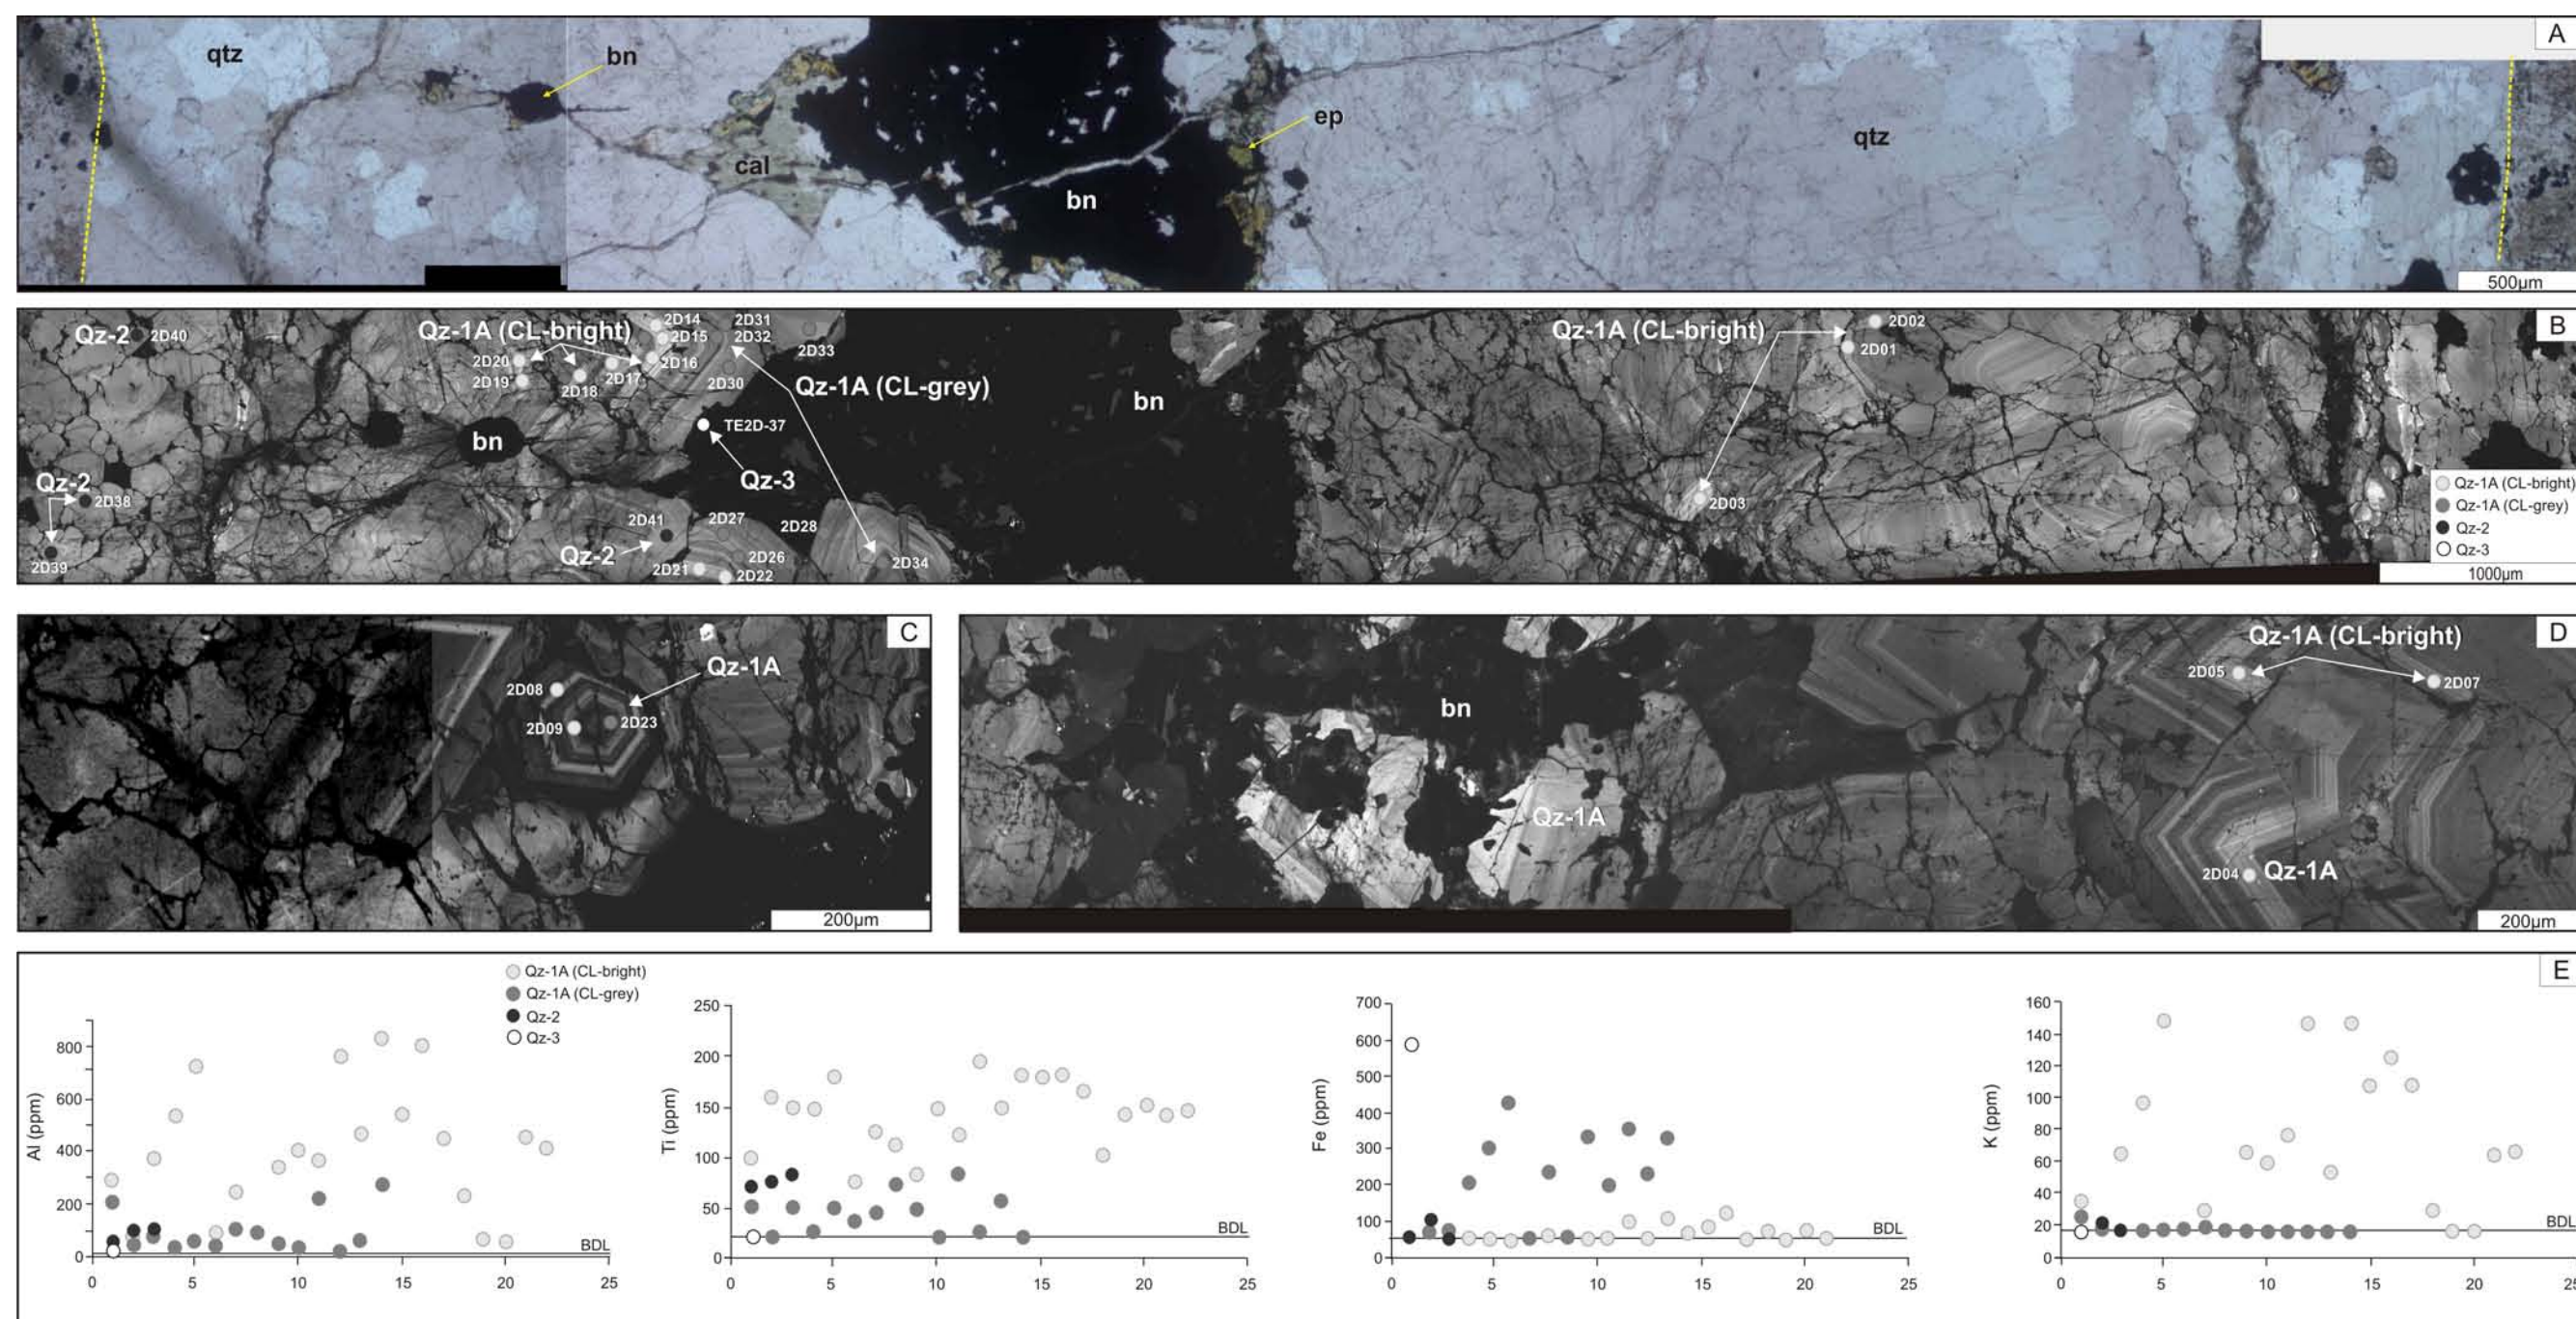 A
qtz
bn
cal
bn
ep
qtz
500µm
B
Qz-2
2D40
Qz-1A (CL-bright)
2D14
2D15
2D16
2D17
2D18
2D19
2D20
2D31
2D32
2D33
2D30
Qz-1A (CL-grey)
bn
TE2D-37
Qz-3
bn
Qz-2
2D38
2D39
2D41
Qz-2
2D27
2D28
2D26
2D21
2D22
2D34
Qz-1A (CL-bright)
2D02
2D01
2D03
Qz-1A (CL-bright)
Qz-1A (CL-grey)
Qz-2
Qz-3
1000µm
C
2D08
2D09
2D23
Qz-1A
200µm
D
bn
Qz-1A
Qz-1A (CL-bright)
2D05
2D07
2D04
Qz-1A
200µm
E
Qz-1A (CL-bright)
Qz-1A (CL-grey)
Qz-2
Qz-3
Al (ppm)
800
600
400
200
0
BDL
0 5 10 15 20 25
Ti (ppm)
250
200
150
100
50
0
BDL
0 5 10 15 20 25
Fe (ppm)
700
600
500
400
300
200
100
0
BDL
0 5 10 15 20 25
K (ppm)
160
140
120
100
80
60
40
20
0
BDL
0 5 10 15 20